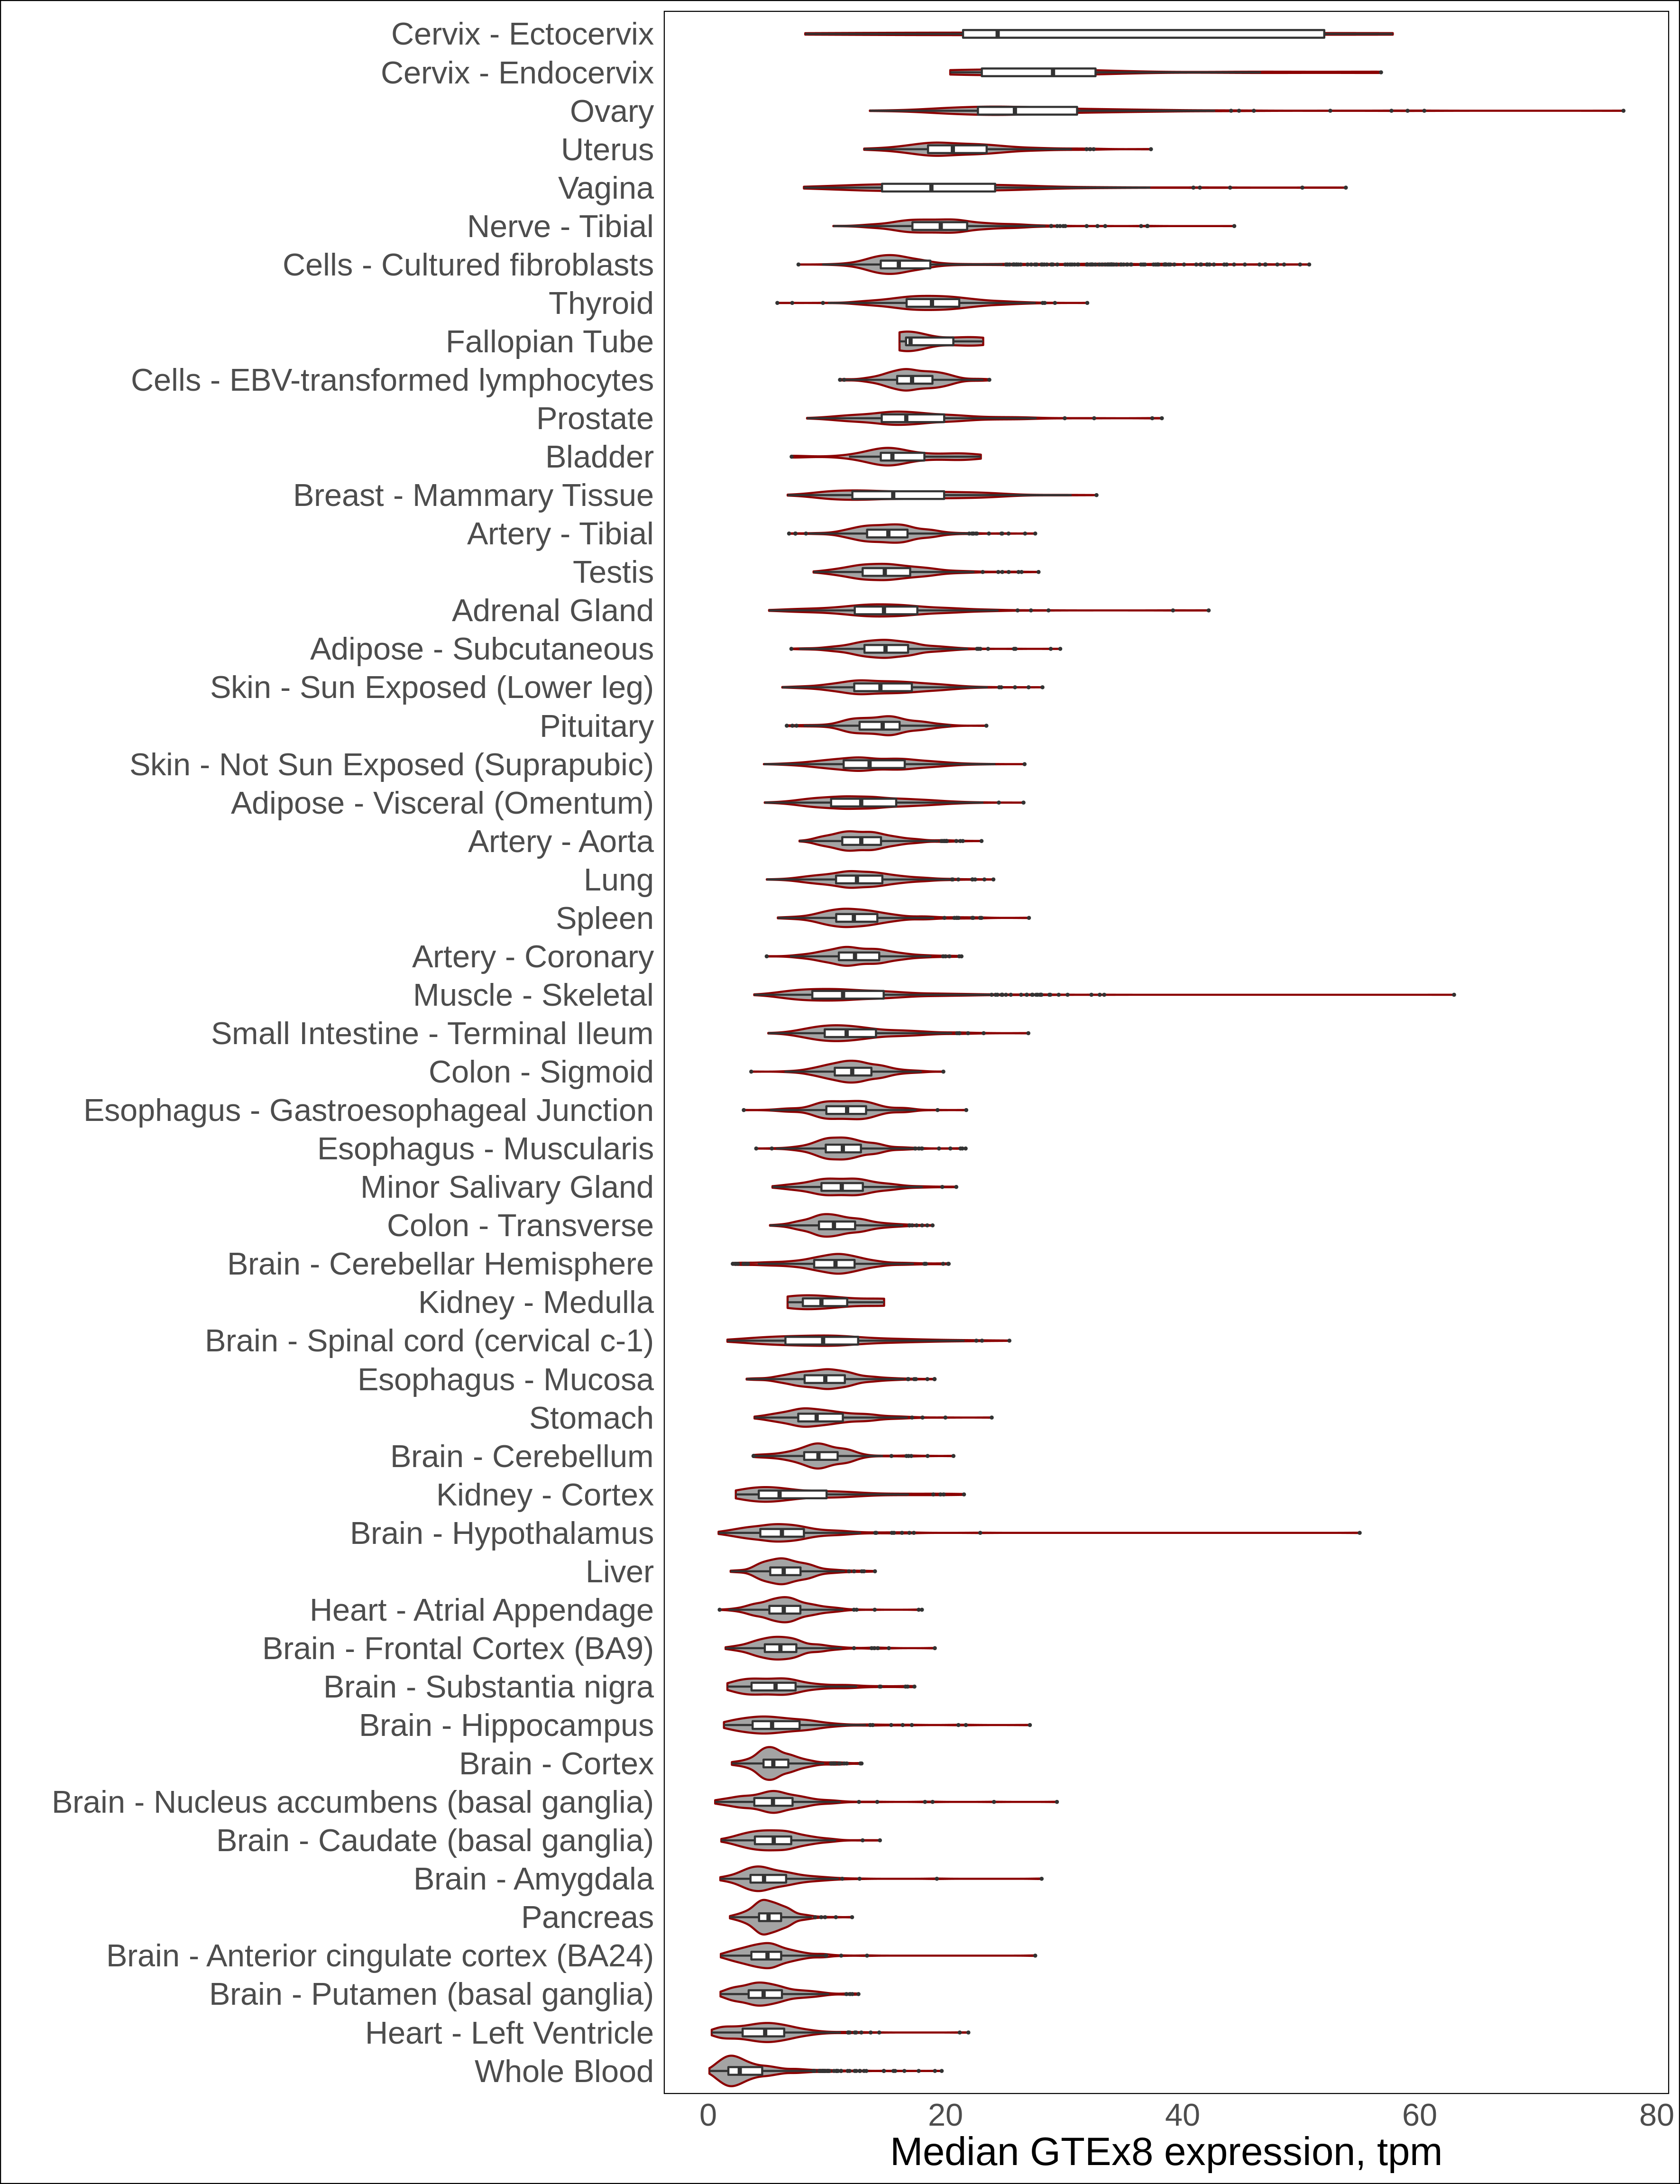 Cervix - Ectocervix
Cervix - Endocervix
Ovary
Uterus
Vagina
Nerve - Tibial
Cells - Cultured fibroblasts
Thyroid
Fallopian Tube
Cells - EBV-transformed lymphocytes
Prostate
Bladder
Breast - Mammary Tissue
Artery - Tibial
Testis
Adrenal Gland
Adipose - Subcutaneous
Skin - Sun Exposed (Lower leg)
Pituitary
Skin - Not Sun Exposed (Suprapubic)
Adipose - Visceral (Omentum)
Artery - Aorta
Lung
Spleen
Artery - Coronary
Muscle - Skeletal
Small Intestine - Terminal Ileum
Colon - Sigmoid
Esophagus - Gastroesophageal Junction
Esophagus - Muscularis
Minor Salivary Gland
Colon - Transverse
Brain - Cerebellar Hemisphere
Kidney - Medulla
Brain - Spinal cord (cervical c-1)
Esophagus - Mucosa
Stomach
Brain - Cerebellum
Kidney - Cortex
Brain - Hypothalamus
Liver
Heart - Atrial Appendage
Brain - Frontal Cortex (BA9)
Brain - Substantia nigra
Brain - Hippocampus
Brain - Cortex
Brain - Nucleus accumbens (basal ganglia)
Brain - Caudate (basal ganglia)
Brain - Amygdala
Pancreas
Brain - Anterior cingulate cortex (BA24)
Brain - Putamen (basal ganglia)
Heart - Left Ventricle
Whole Blood
0 20 40 60 80
Median GTEx8 expression, tpm